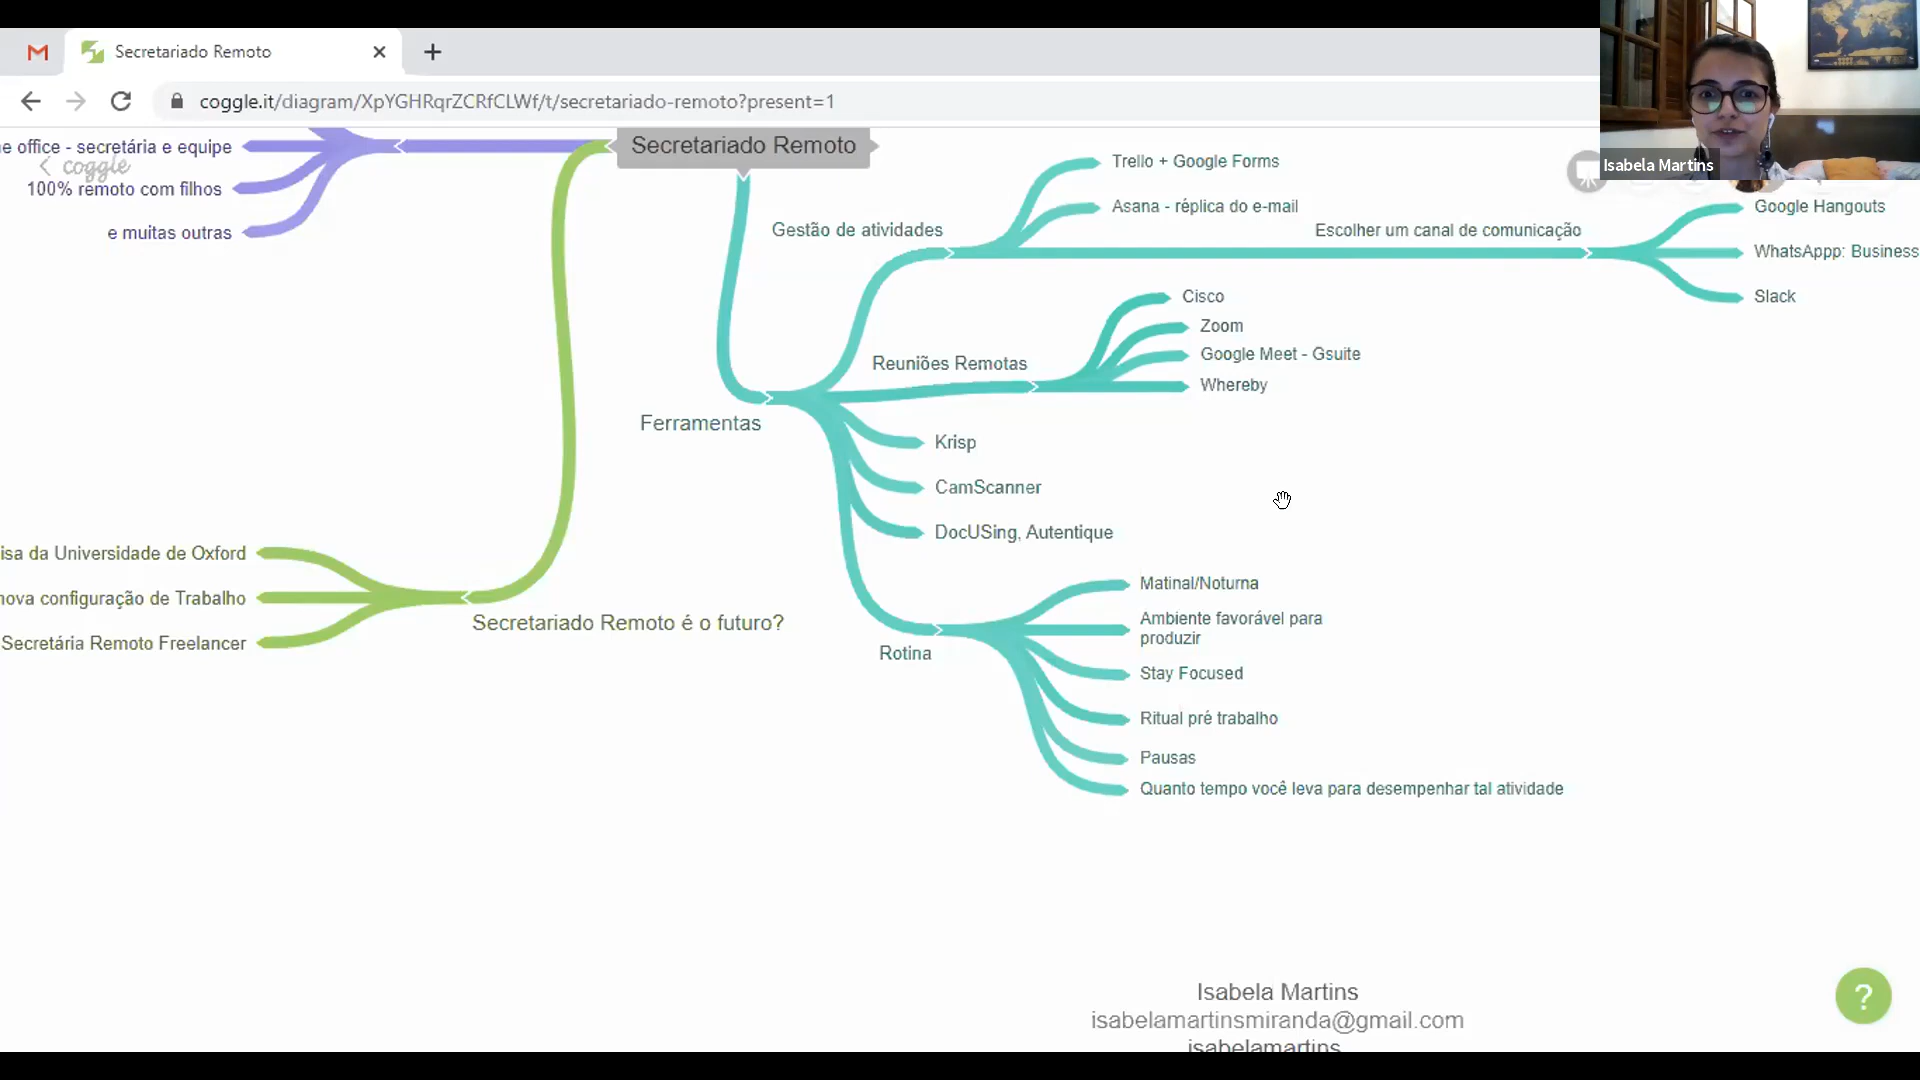 Secretariado Remoto
coggle.it/diagram/XpYGHRqrZCRfCLWf/t/secretariado-remoto?present=1
Isabela Martins
coggle
office - secretária e equipe
100% remoto com filhos
e muitas outras
Secretariado Remoto
Gestão de atividades
Trello + Google Forms
Asana - réplica do e-mail
Escolher um canal de comunicação
Google Hangouts
WhatsAppp: Business
Slack
Reuniões Remotas
Cisco
Zoom
Google Meet - Gsuite
Whereby
Ferramentas
Krisp
CamScanner
DocUSing, Autentique
Rotina
Matinal/Noturna
Ambiente favorável para
produzir
Stay Focused
Ritual pré trabalho
Pausas
Quanto tempo você leva para desempenhar tal atividade
da Universidade de Oxford
nova configuração de Trabalho
Secretária Remoto Freelancer
Secretariado Remoto é o futuro?
Isabela Martins
isabelamartinsmiranda@gmail.com
isabelamartins
?